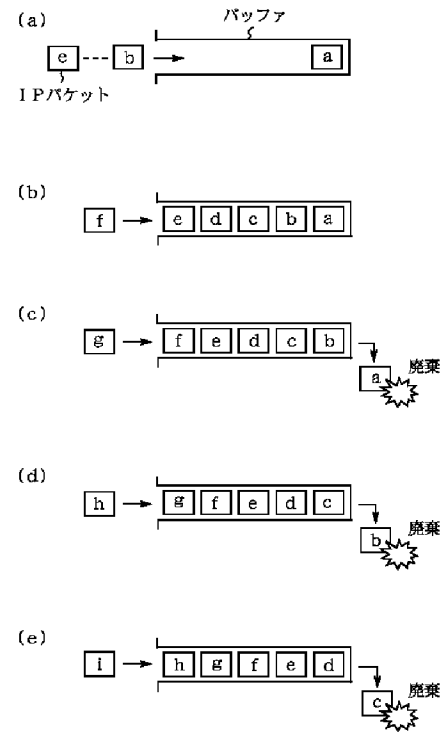 (a)
バッファ
e b a
IPパケット
(b)
f e d c b a
(c)
g f e d c b
廃棄
a
(d)
h g f e d c
廃棄
b
(e)
i h g f e d
廃棄
c